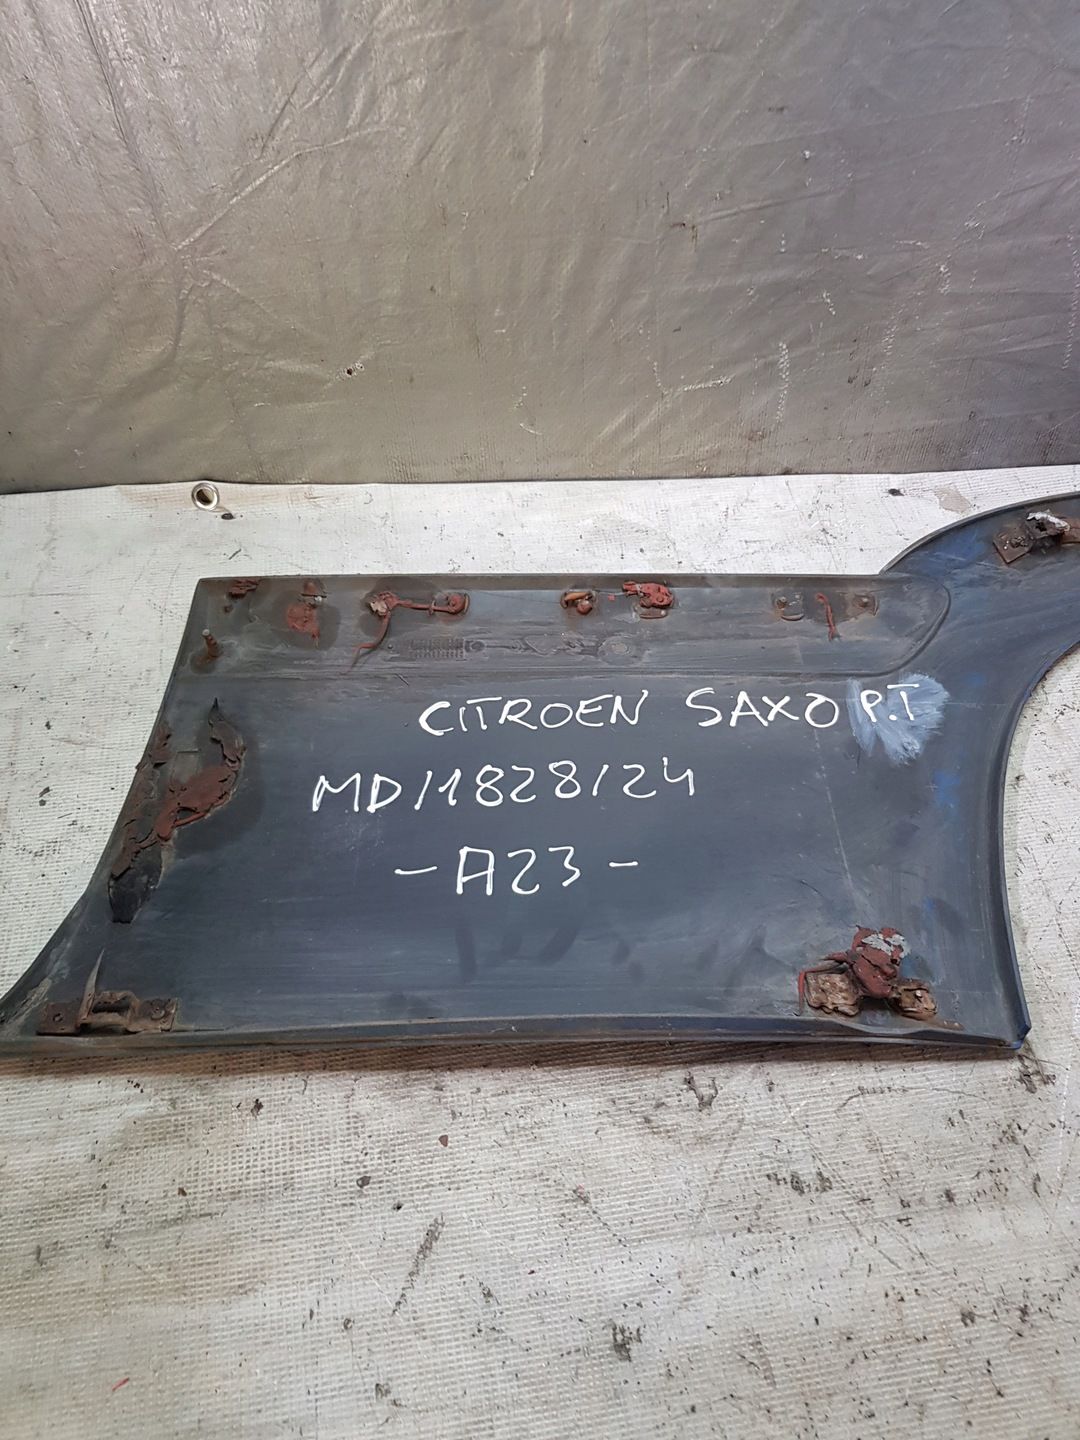 CITROEN SAXO P.T
MD/1828/24
-A23-